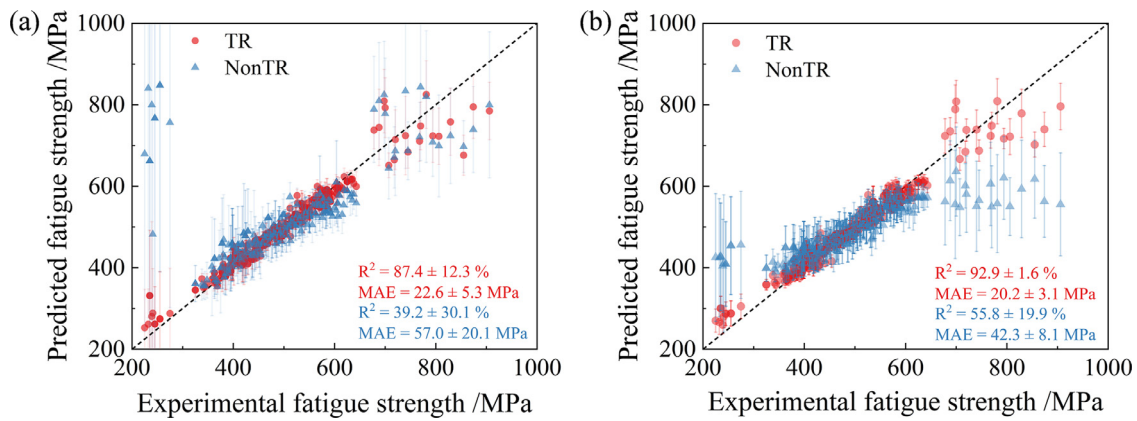 (a)
Predicted fatigue strength /MPa
1000
800
600
400
200
TR
NonTR
R² = 87.4 ± 12.3 %
MAE = 22.6 ± 5.3 MPa
R² = 39.2 ± 30.1 %
MAE = 57.0 ± 20.1 MPa
200 400 600 800 1000
Experimental fatigue strength /MPa
(b)
Predicted fatigue strength /MPa
1000
800
600
400
200
TR
NonTR
R² = 92.9 ± 1.6 %
MAE = 20.2 ± 3.1 MPa
R² = 55.8 ± 19.9 %
MAE = 42.3 ± 8.1 MPa
200 400 600 800 1000
Experimental fatigue strength /MPa